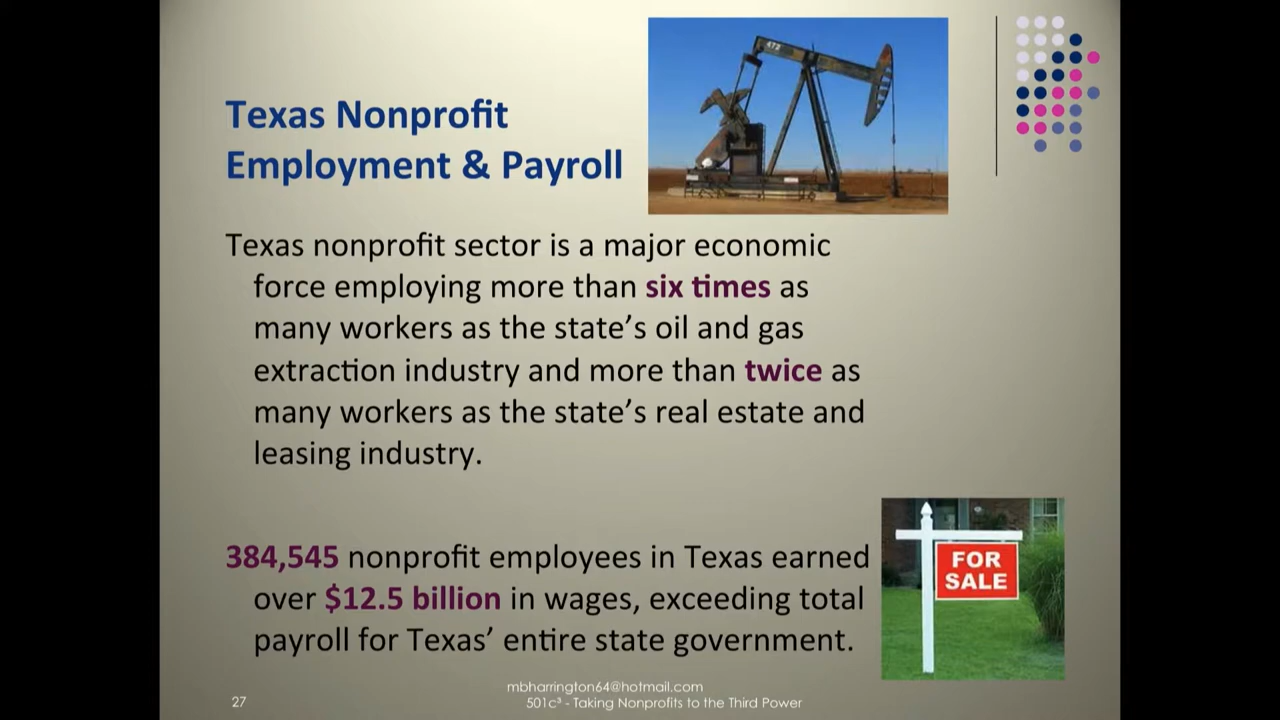 Texas Nonprofit
Employment & Payroll
472
Texas nonprofit sector is a major economic
force employing more than six times as
many workers as the state’s oil and gas
extraction industry and more than twice as
many workers as the state’s real estate and
leasing industry.
384,545 nonprofit employees in Texas earned
over $12.5 billion in wages, exceeding total
payroll for Texas’ entire state government.
FOR
SALE
mbharrington64@hotmail.com
27 501c³ - Taking Nonprofits to the Third Power